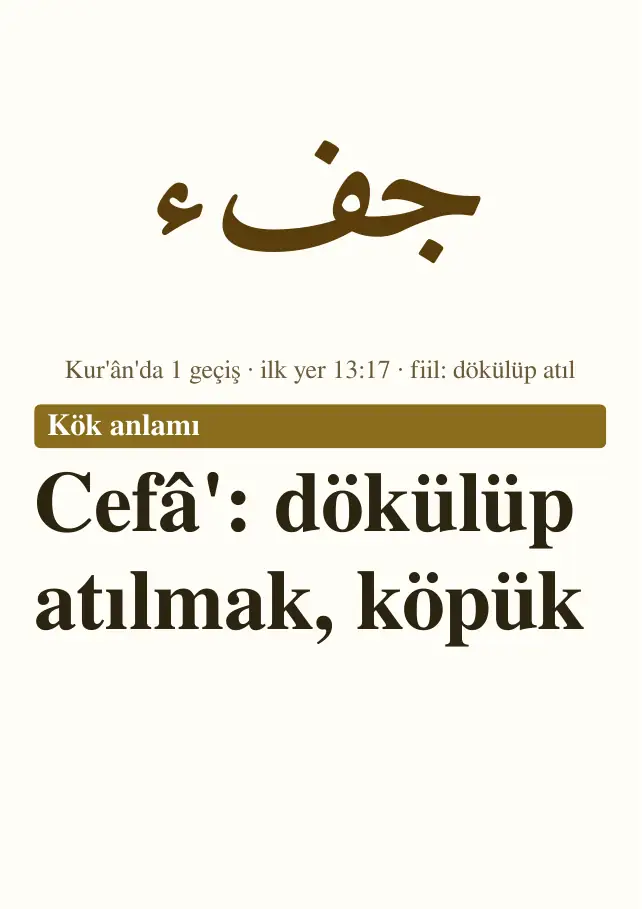 جفء
Kur'ân'da 1 geçiş · ilk yer 13:17 · fiil: dökülüp atıl
Kök anlamı
Cefâ': dökülüp
atılmak, köpük